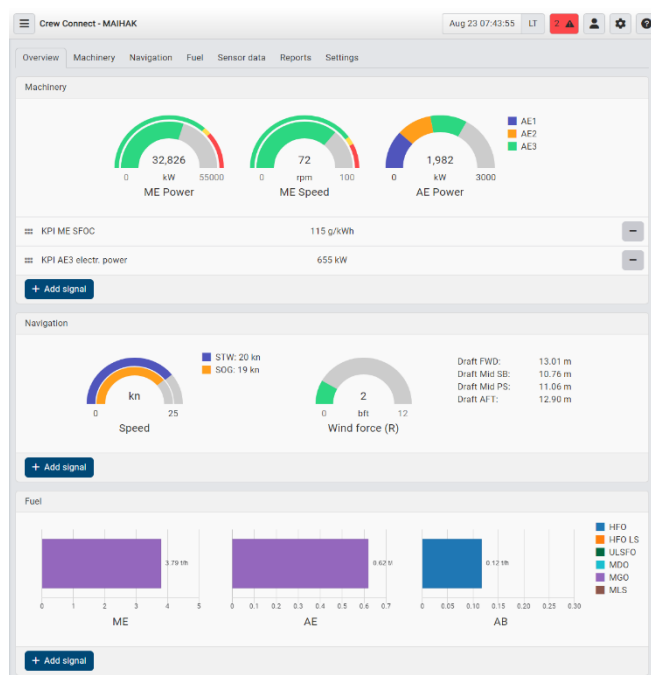 Crew Connect - MAIHAK
Aug 23 07:43:55 LT 2
Overview Machinery Navigation Fuel Sensor data Reports Settings
Machinery
32,826
0 kW 55000
ME Power
72
0 rpm 100
ME Speed
1,982
0 kW 3000
AE Power
AE1
AE2
AE3
KPI ME SFOC 115 g/kWh
KPI AE3 electr. power 655 kW
+ Add signal
Navigation
kn
0 25
Speed
STW: 20 kn
SOG: 19 kn
2
0 bft 12
Wind force (R)
Draft FWD: 13.01 m
Draft Mid SB: 10.76 m
Draft Mid PS: 11.06 m
Draft AFT: 12.90 m
+ Add signal
Fuel
3.79 t/h
0 1 2 3 4 5
ME
0.62 t/
0 0.1 0.2 0.3 0.4 0.5 0.6 0.7
AE
0.12 t/h
0 0.05 0.10 0.15 0.20 0.25 0.30
AB
HFO
HFO LS
ULSFO
MDO
MGO
MLS
+ Add signal